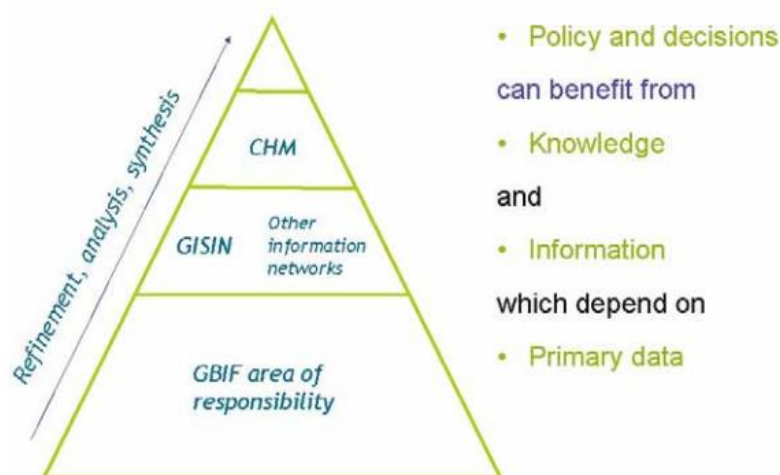 Refinement, analysis, synthesis
CHM
GISIN
Other
information
networks
GBIF area of
responsibility
• Policy and decisions
can benefit from
• Knowledge
and
• Information
which depend on
• Primary data